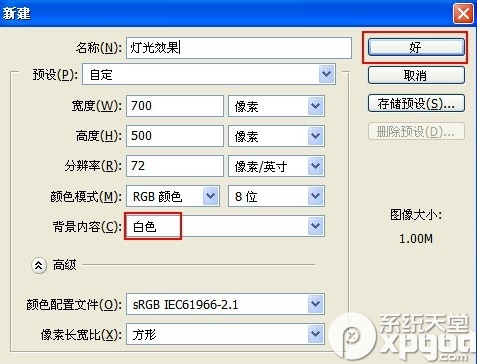 新建
名称(N): 灯光效果 好
预设(P): 自定 取消
宽度(W): 700 像素 存储预设(S)...
高度(H): 500 像素 删除预设(D)...
分辨率(R): 72 像素/英寸
颜色模式(M): RGB 颜色 8 位
背景内容(C): 白色 图像大小:
1.00M
高级
颜色配置文件(O): sRGB IEC61966-2.1
像素长宽比(X): 方形
系统天堂